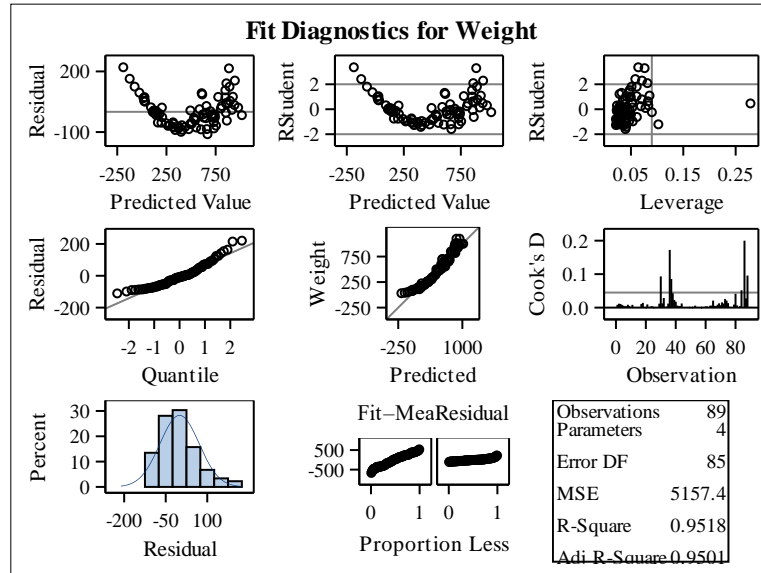 Fit Diagnostics for Weight
Residual
200
-100
-250 250 750
Predicted Value
RStudent
2
0
-2
-250 250 750
Predicted Value
RStudent
2
0
-2
0.05 0.15 0.25
Leverage
Residual
200
0
-200
-2 -1 0 1 2
Quantile
Weight
750
250
-250
-250 1000
Predicted
Cook's D
0.2
0.1
0.0
0 20 40 60 80
Observation
Percent
30
20
10
0
-200 -50 100
Residual
Fit–Mea Residual
500
-500
0 1 0 1
Proportion Less
Observations 89
Parameters 4
Error DF 85
MSE 5157.4
R-Square 0.9518
Adj R-Square 0.9501